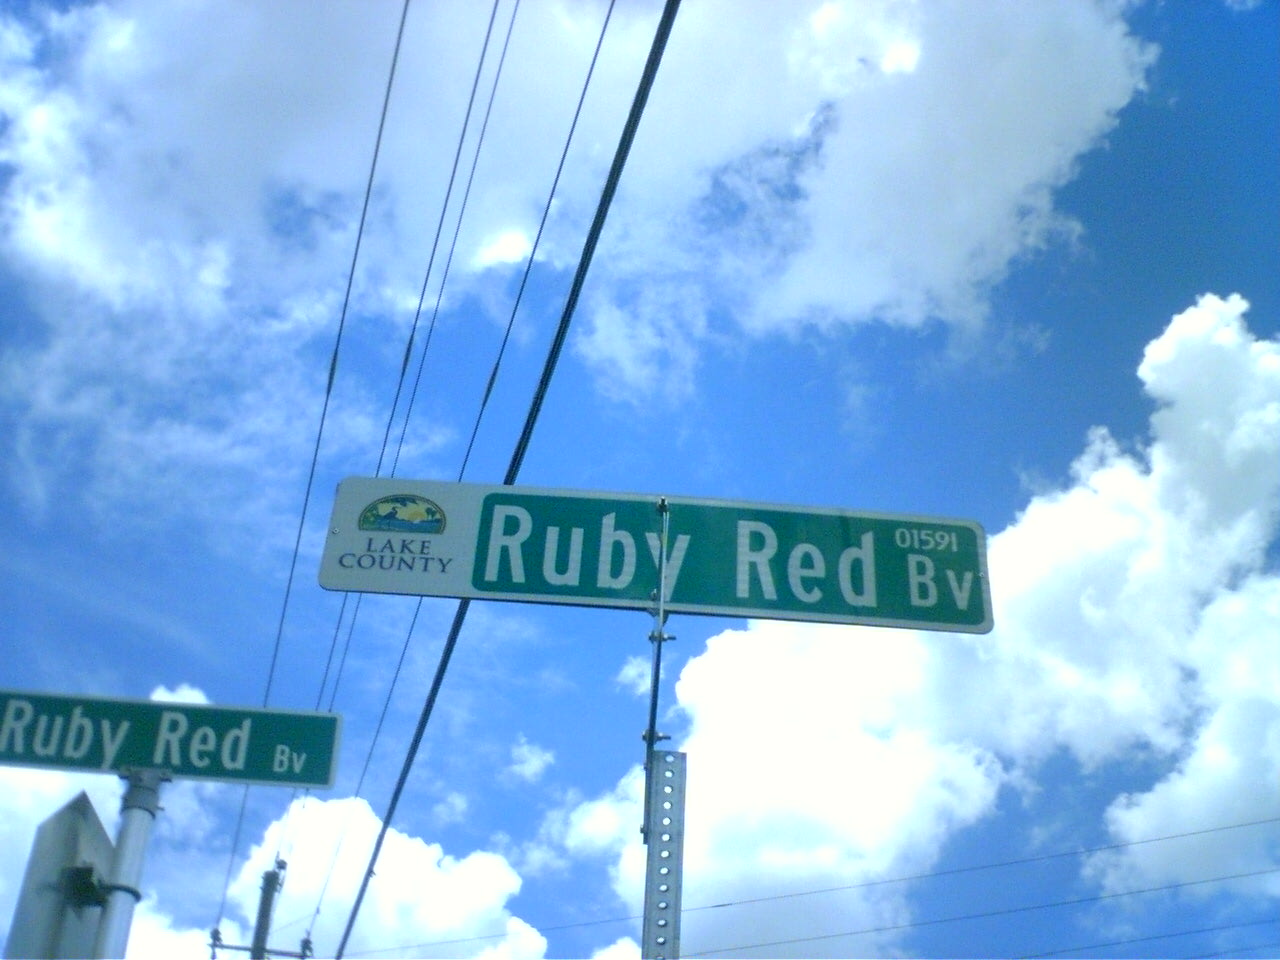 LAKE
COUNTY
Ruby Red Bv
01591
Ruby Red Bv